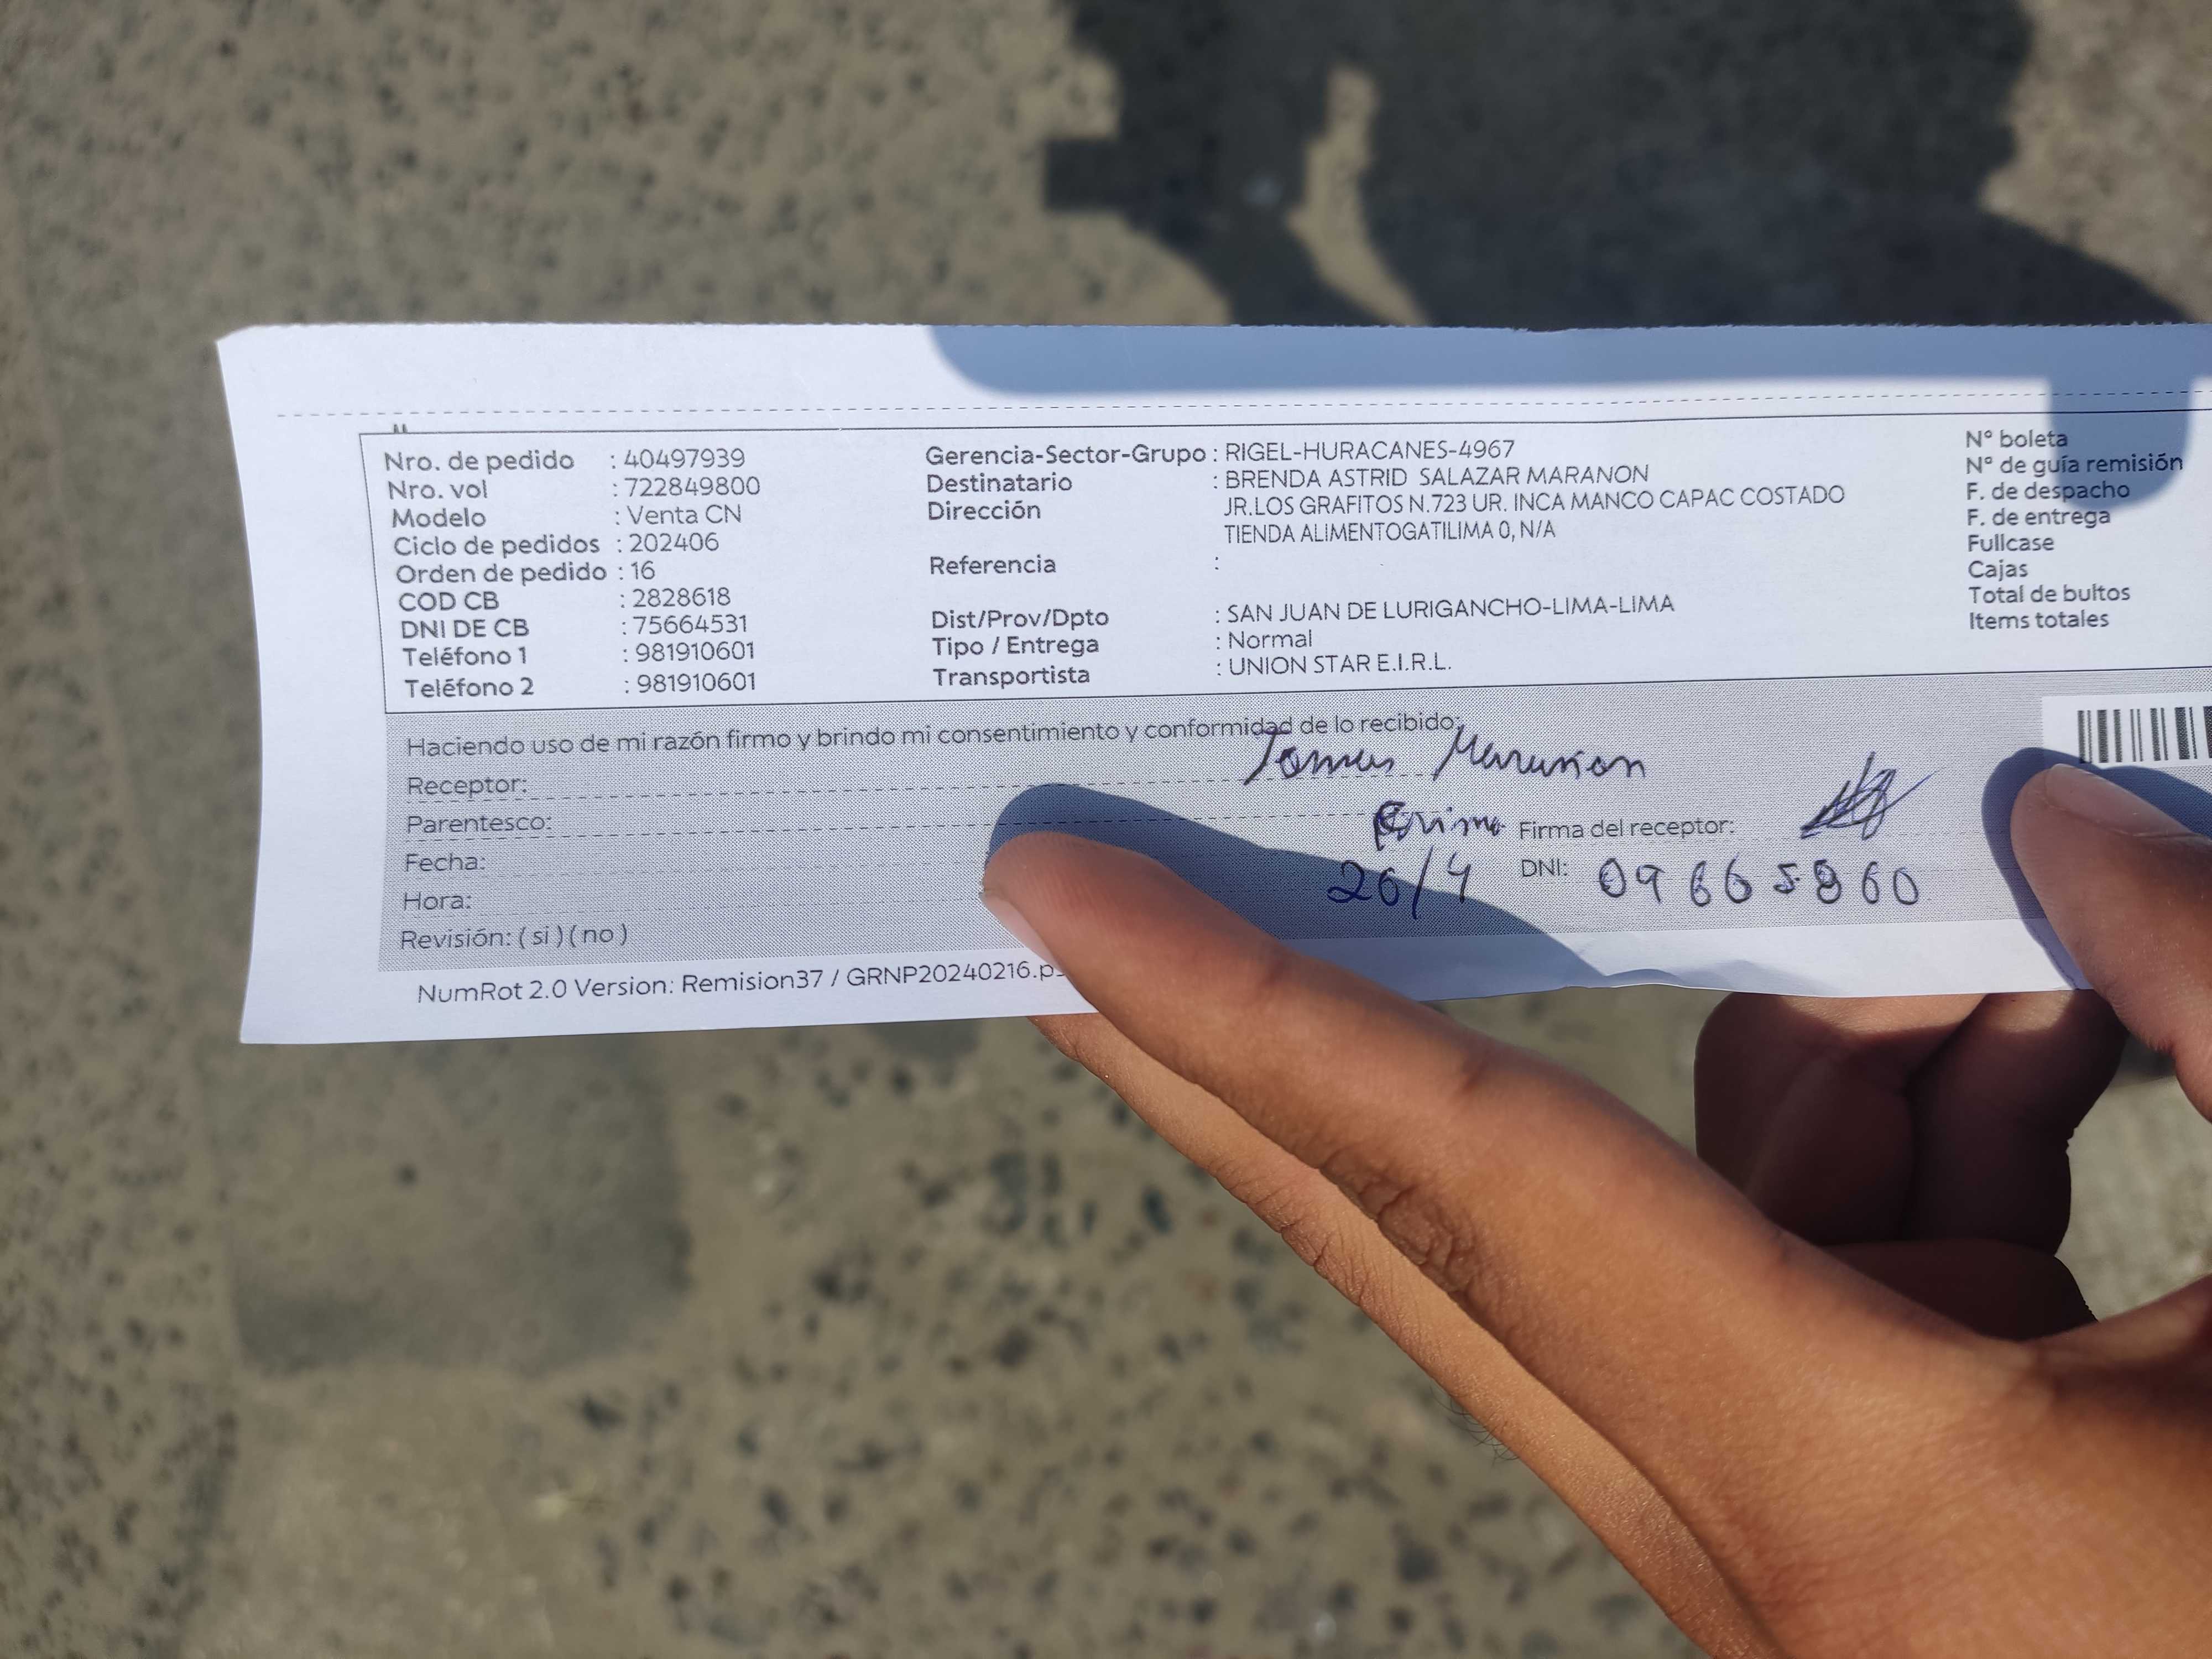 Nro. de pedido : 40497939
Nro. vol : 722849800
Modelo : Venta CN
Ciclo de pedidos : 202406
Orden de pedido : 16
COD CB : 2828618
DNI DE CB : 75664531
Teléfono 1 : 981910601
Teléfono 2 : 981910601
Gerencia-Sector-Grupo : RIGEL-HURACANES-4967
Destinatario : BRENDA ASTRID SALAZAR MARANON
Dirección JR.LOS GRAFITOS N.723 UR. INCA MANCO CAPAC COSTADO
TIENDA ALIMENTOGATILIMA 0, N/A
Referencia :
Dist/Prov/Dpto : SAN JUAN DE LURIGANCHO-LIMA-LIMA
Tipo / Entrega : Normal
Transportista : UNION STAR E.I.R.L.
N° boleta
N° de guía remisión
F. de despacho
F. de entrega
Fullcase
Cajas
Total de bultos
Items totales
Haciendo uso de mi razón firmo y brindo mi consentimiento y conformidad de lo recibido:
Receptor: Tomas Maranon
Parentesco: Primo Firma del receptor:
Fecha: 26/4 DNI: 09665860
Hora:
Revisión: ( si ) ( no )
NumRot 2.0 Version: Remision37 / GRNP20240216.p